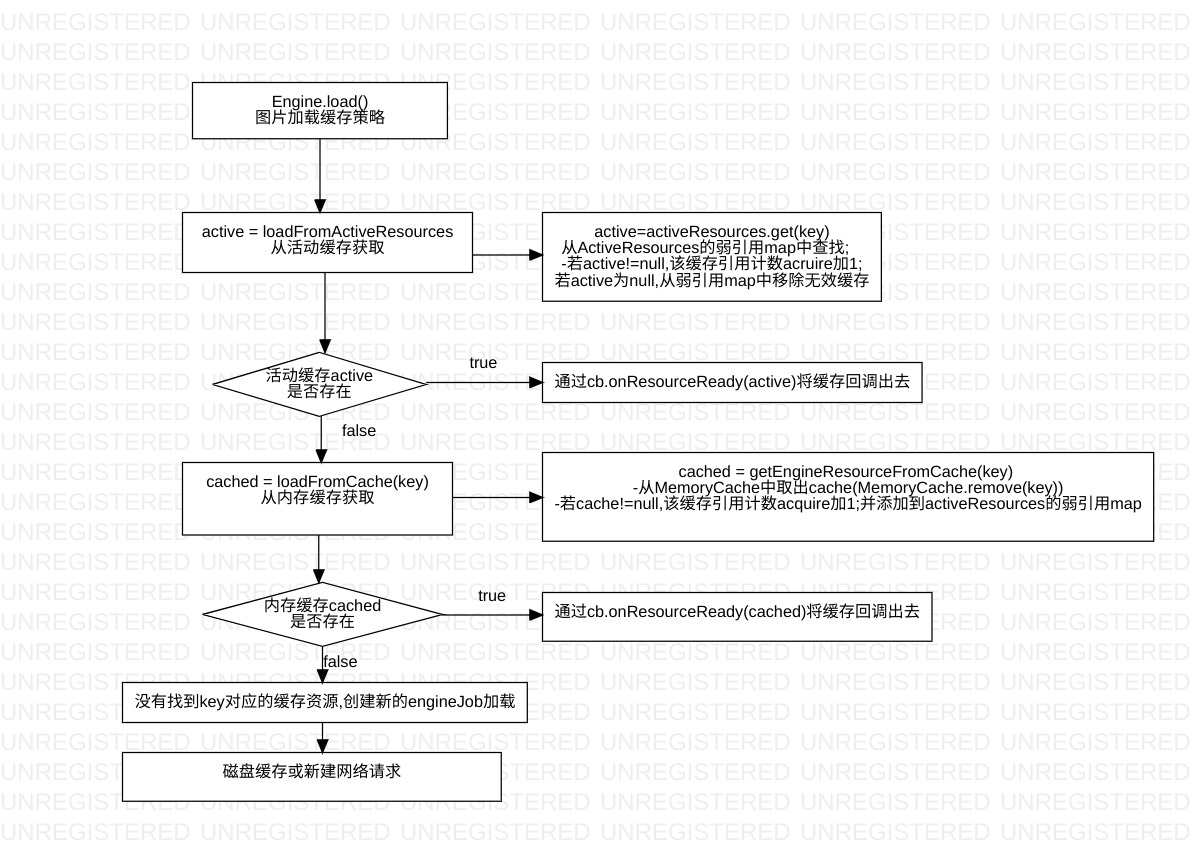 Engine.load()
图片加载缓存策略
active = loadFromActiveResources
从活动缓存获取
active=activeResources.get(key)
从ActiveResources的弱引用map中查找;
-若active!=null,该缓存引用计数acruire加1;
若active为null,从弱引用map中移除无效缓存
活动缓存active
是否存在
true
通过cb.onResourceReady(active)将缓存回调出去
false
cached = loadFromCache(key)
从内存缓存获取
cached = getEngineResourceFromCache(key)
-从MemoryCache中取出cache(MemoryCache.remove(key))
-若cache!=null,该缓存引用计数acquire加1;并添加到activeResources的弱引用map
内存缓存cached
是否存在
true
通过cb.onResourceReady(cached)将缓存回调出去
false
没有找到key对应的缓存资源,创建新的engineJob加载
磁盘缓存或新建网络请求
UNREGISTERED